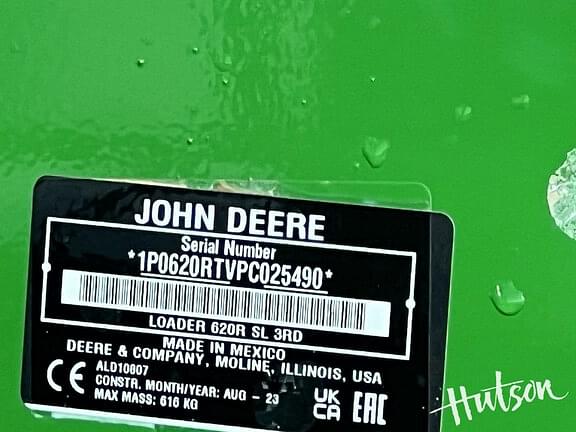 JOHN DEERE
Serial Number
*1P0620RTVPC025490*
LOADER 620R SL 3RD
MADE IN MEXICO
DEERE & COMPANY, MOLINE, ILLINOIS, USA
CE
ALD10807
CONSTR. MONTH/YEAR: AUG - 23
MAX MASS: 616 KG
UK
CA
EAC
Hutson